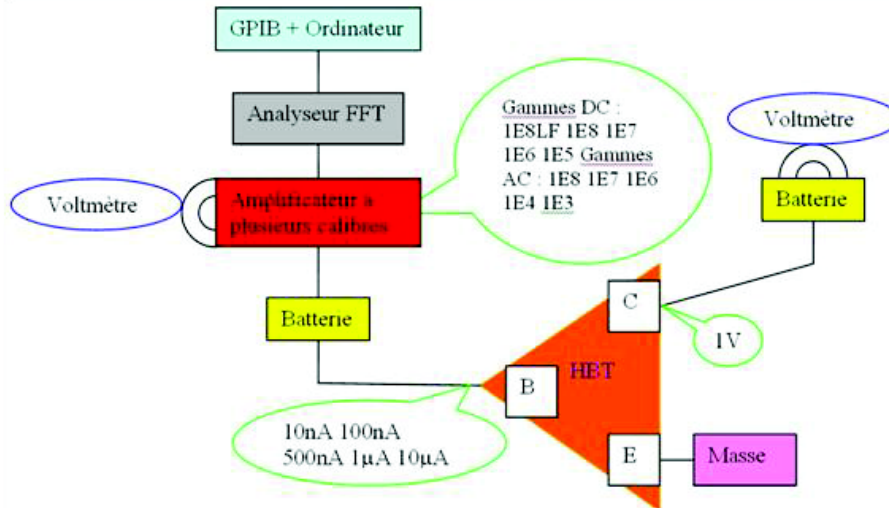 GPIB + Ordinateur
Analyseur FFT
Voltmètre
Amplificateur a
plusieurs calibres
Gammes DC :
1E8LF 1E8 1E7
1E6 1E5 Gammes
AC : 1E8 1E7 1E6
1E4 1E3
Voltmètre
Batterie
Batterie
C
1V
HBT
B
10nA 100nA
500nA 1µA 10µA
E
Masse